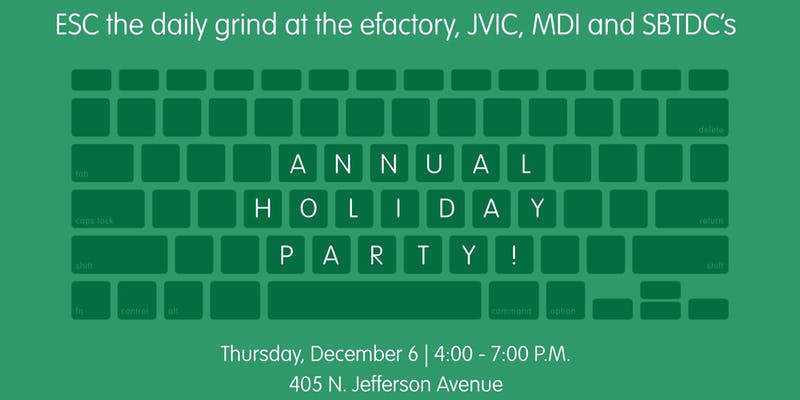 ESC the daily grind at the efactory, JVIC, MDI and SBTDC's
delete
tab A N N U A L
caps lock H O L I D A Y return
shift P A R T Y ! shift
fn control alt command option
Thursday, December 6 | 4:00 - 7:00 P.M.
405 N. Jefferson Avenue